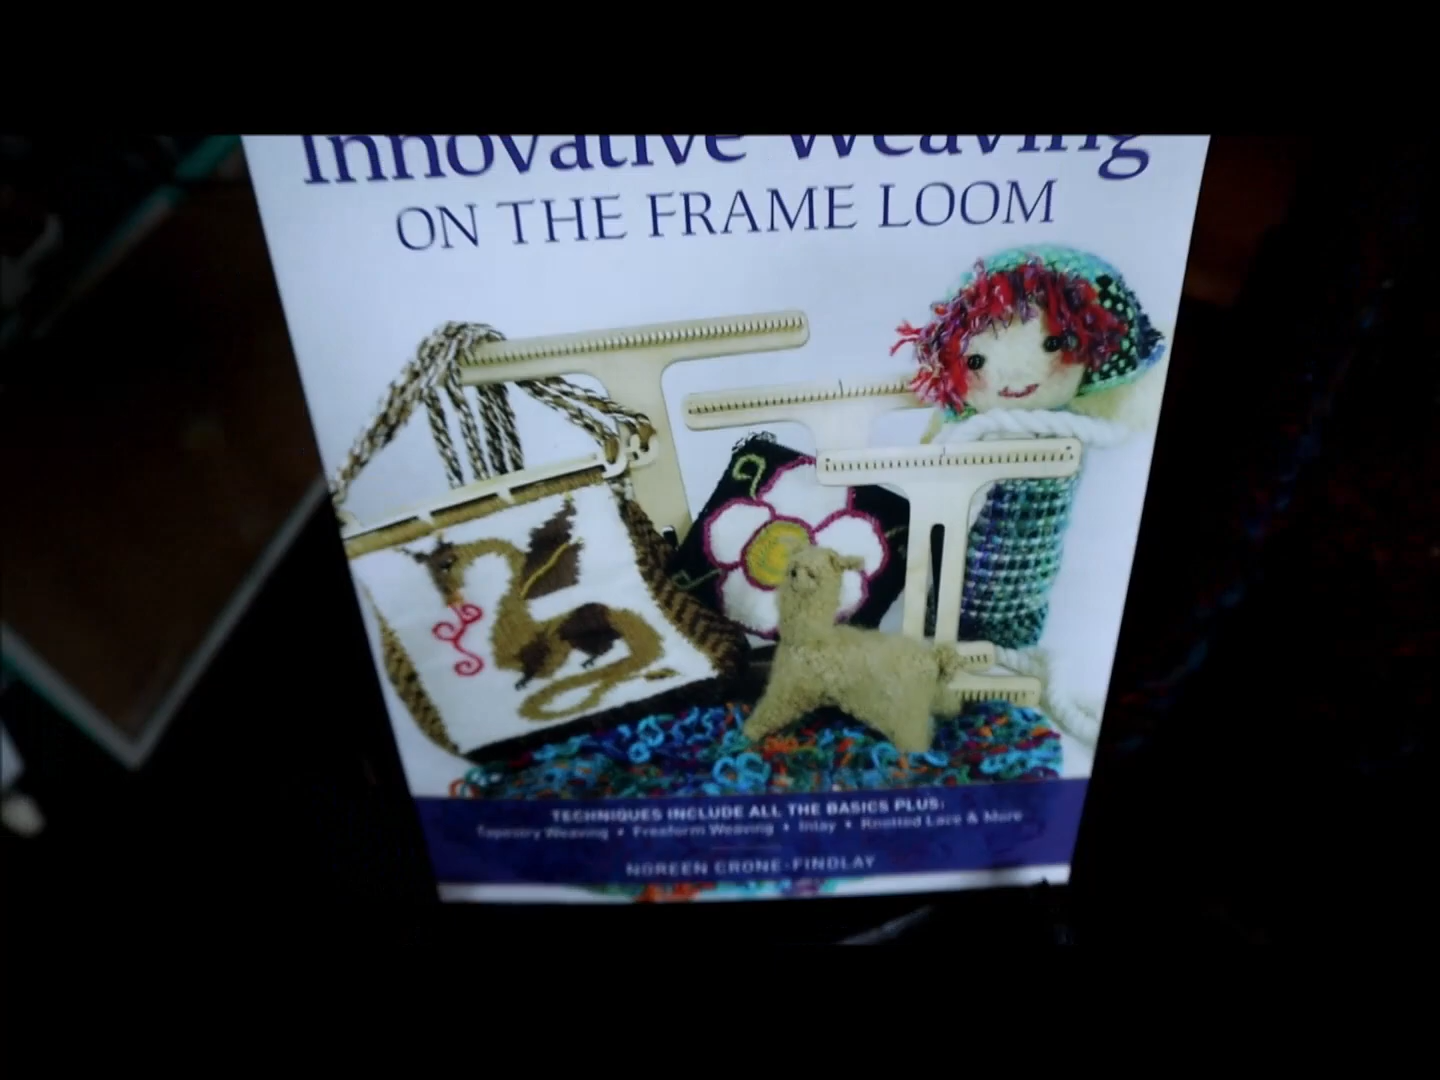 Innovative Weaving
ON THE FRAME LOOM
TECHNIQUES INCLUDE ALL THE BASICS PLUS:
Tapestry Weaving • Freeform Weaving • Inlay • Knotted Lace & More
NOREEN CRONE-FINDLAY